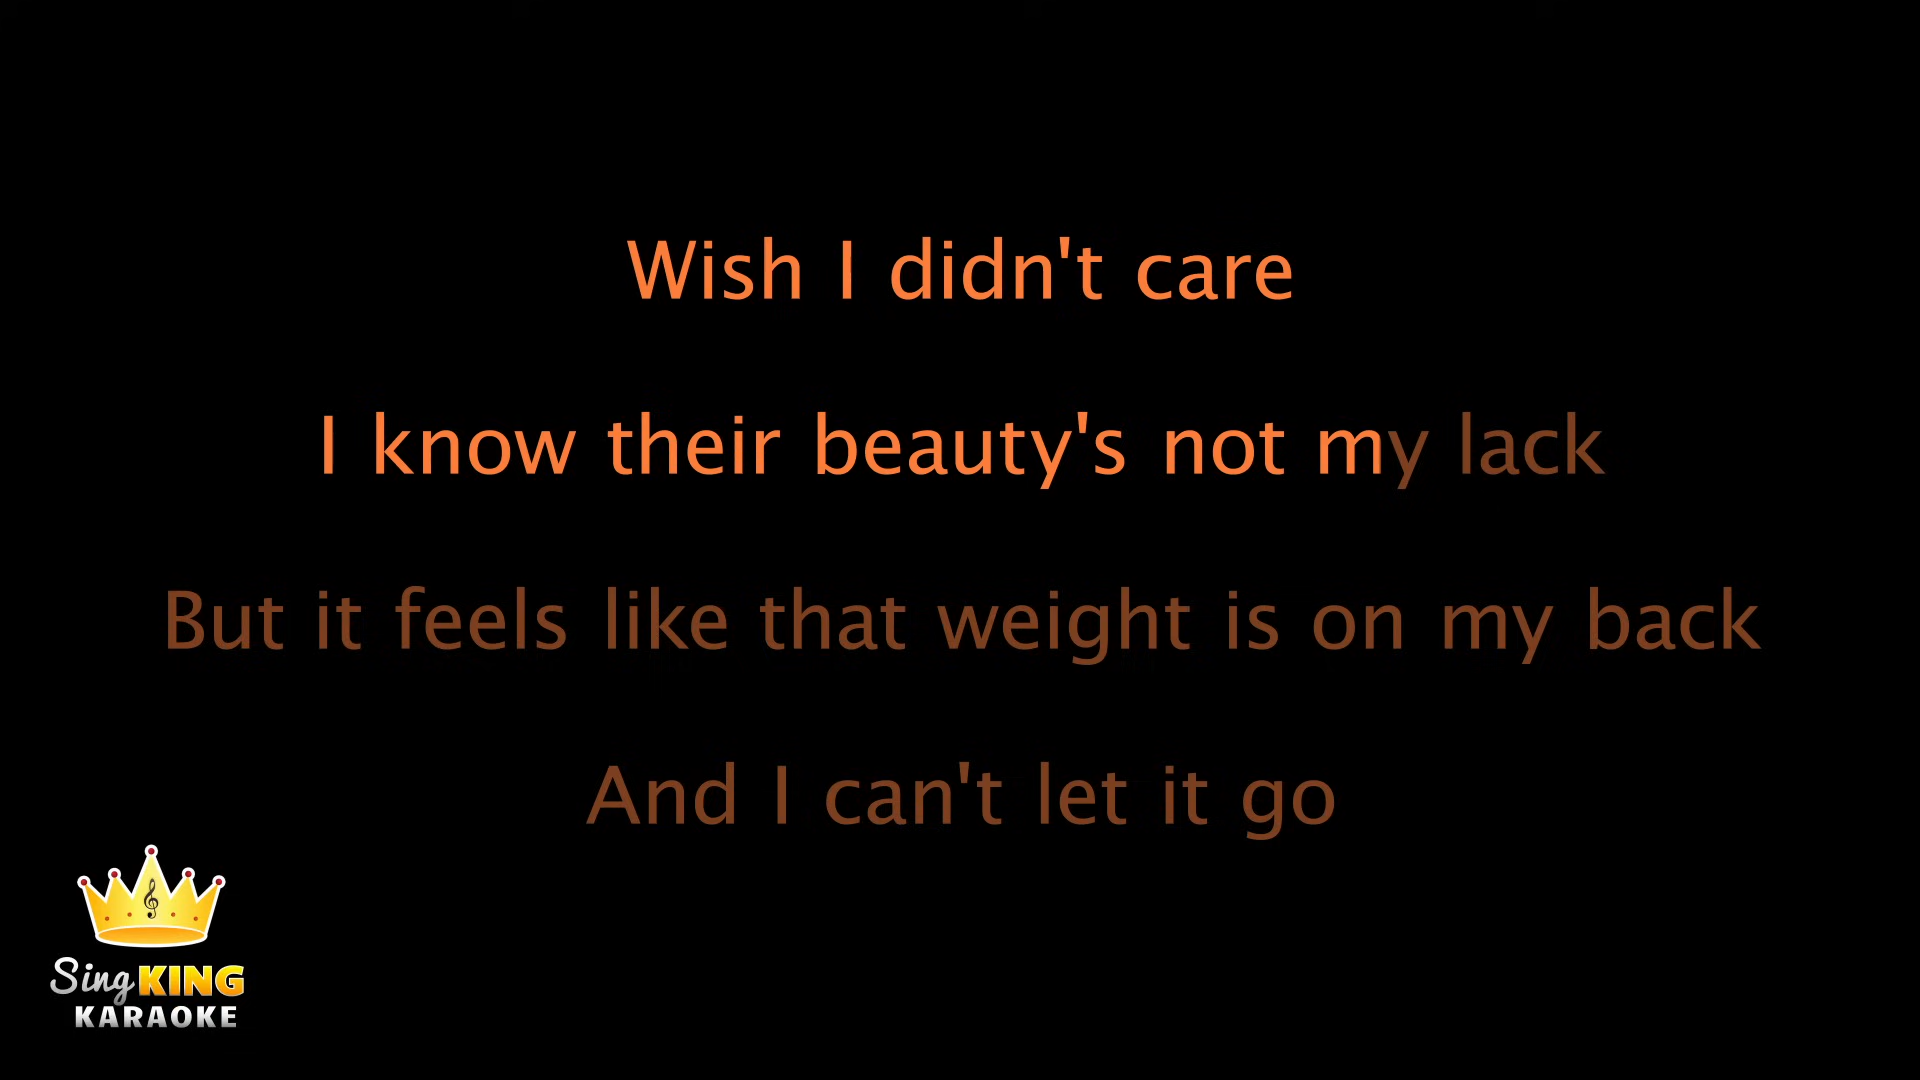 Wish I didn't care
I know their beauty's not my lack
But it feels like that weight is on my back
And I can't let it go
Sing KING
KARAOKE